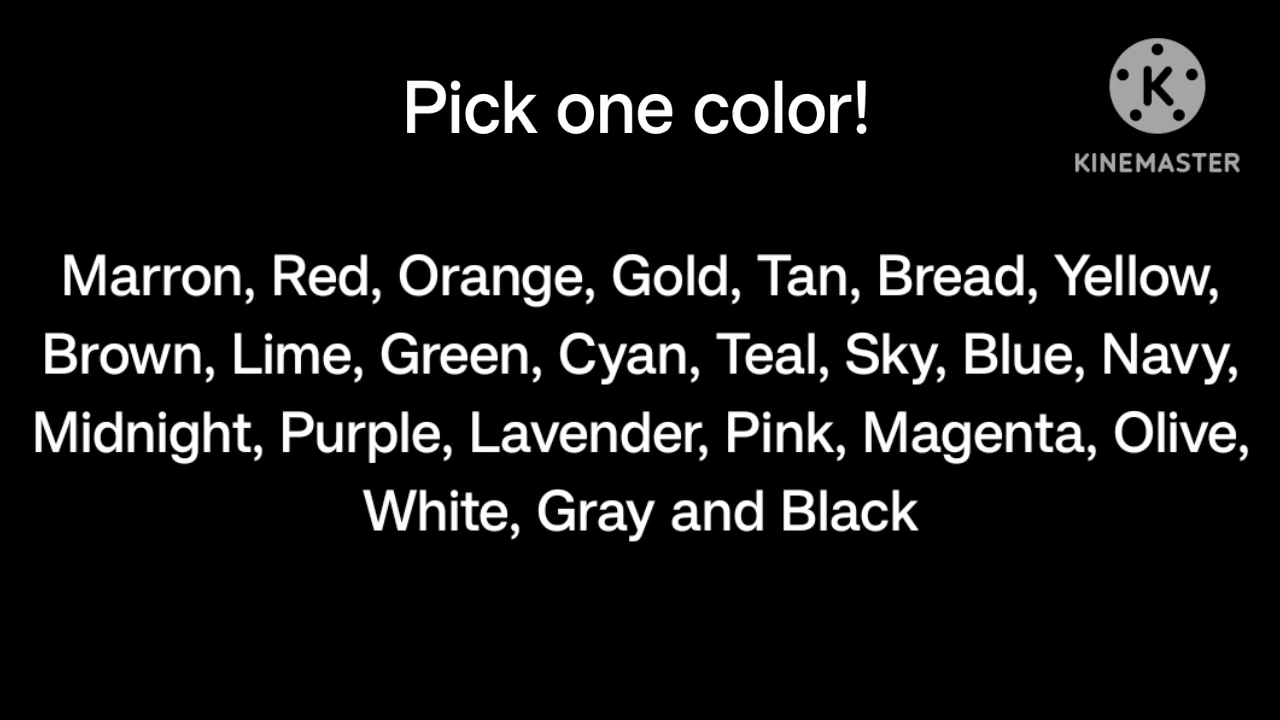 Pick one color!
K
KINEMASTER
Marron, Red, Orange, Gold, Tan, Bread, Yellow,
Brown, Lime, Green, Cyan, Teal, Sky, Blue, Navy,
Midnight, Purple, Lavender, Pink, Magenta, Olive,
White, Gray and Black